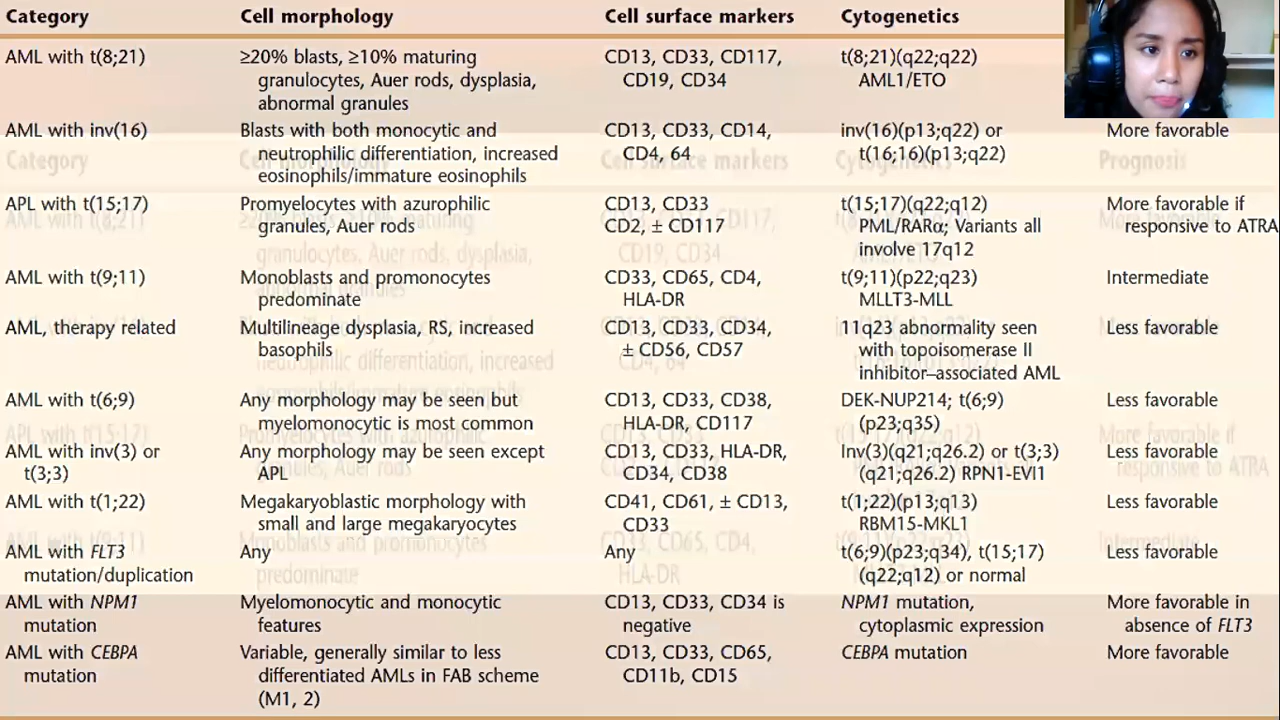 Category Cell morphology Cell surface markers Cytogenetics
AML with t(8;21) ≥20% blasts, ≥10% maturing CD13, CD33, CD117, t(8;21)(q22;q22)
granulocytes, Auer rods, dysplasia, CD19, CD34 AML1/ETO
abnormal granules
AML with inv(16) Blasts with both monocytic and CD13, CD33, CD14, inv(16)(p13;q22) or More favorable
neutrophilic differentiation, increased CD4, 64 t(16;16)(p13;q22)
Category Cell morphology Cell surface markers Cytogenetics Prognosis
eosinophils/immature eosinophils
APL with t(15;17) Promyelocytes with azurophilic CD13, CD33 t(15;17)(q22;q12) More favorable if
granules, Auer rods CD2, ± CD117 PML/RARα; Variants all responsive to ATRA
involve 17q12
AML with t(9;11) Monoblasts and promonocytes CD33, CD65, CD4, t(9;11)(p22;q23) Intermediate
predominate HLA-DR MLLT3-MLL
AML, therapy related Multilineage dysplasia, RS, increased CD13, CD33, CD34, 11q23 abnormality seen Less favorable
basophils ± CD56, CD57 with topoisomerase II
inhibitor–associated AML
AML with t(6;9) Any morphology may be seen but CD13, CD33, CD38, DEK-NUP214; t(6;9) Less favorable
myelomonocytic is most common HLA-DR, CD117 (p23;q35)
AML with inv(3) or Any morphology may be seen except CD13, CD33, HLA-DR, Inv(3)(q21;q26.2) or t(3;3) Less favorable
t(3;3) APL CD34, CD38 (q21;q26.2) RPN1-EVI1
AML with t(1;22) Megakaryoblastic morphology with CD41, CD61, ± CD13, t(1;22)(p13;q13) Less favorable
small and large megakaryocytes CD33 RBM15-MKL1
AML with FLT3 Any Any t(6;9)(p23;q34), t(15;17) Less favorable
mutation/duplication (q22;q12) or normal
AML with NPM1 Myelomonocytic and monocytic CD13, CD33, CD34 is NPM1 mutation, More favorable in
mutation features negative cytoplasmic expression absence of FLT3
AML with CEBPA Variable, generally similar to less CD13, CD33, CD65, CEBPA mutation More favorable
mutation differentiated AMLs in FAB scheme CD11b, CD15
(M1, 2)